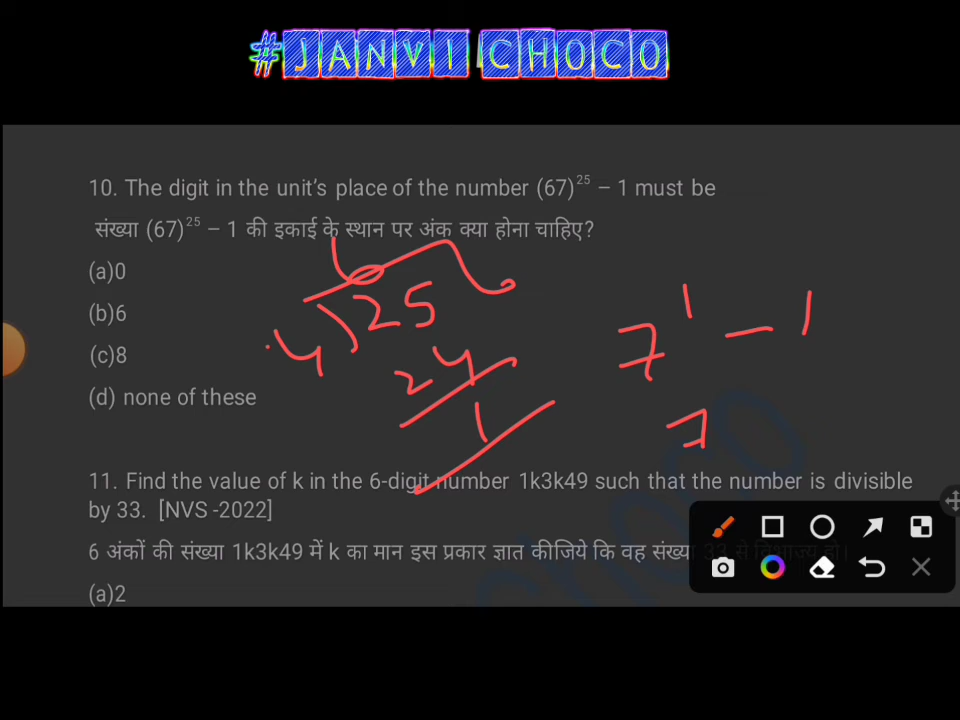 #JANVI CHOCO
10. The digit in the unit's place of the number (67)²⁵ – 1 must be
संख्या (67)²⁵ – 1 की इकाई के स्थान पर अंक क्या होना चाहिए?
(a)0
(b)6
(c)8
(d) none of these
6
4)25
24
1
7¹ – 1
7
11. Find the value of k in the 6-digit number 1k3k49 such that the number is divisible
by 33. [NVS -2022]
6 अंकों की संख्या 1k3k49 में k का मान इस प्रकार ज्ञात कीजिये कि वह संख्या 33 से विभाज्य हो।
(a)2